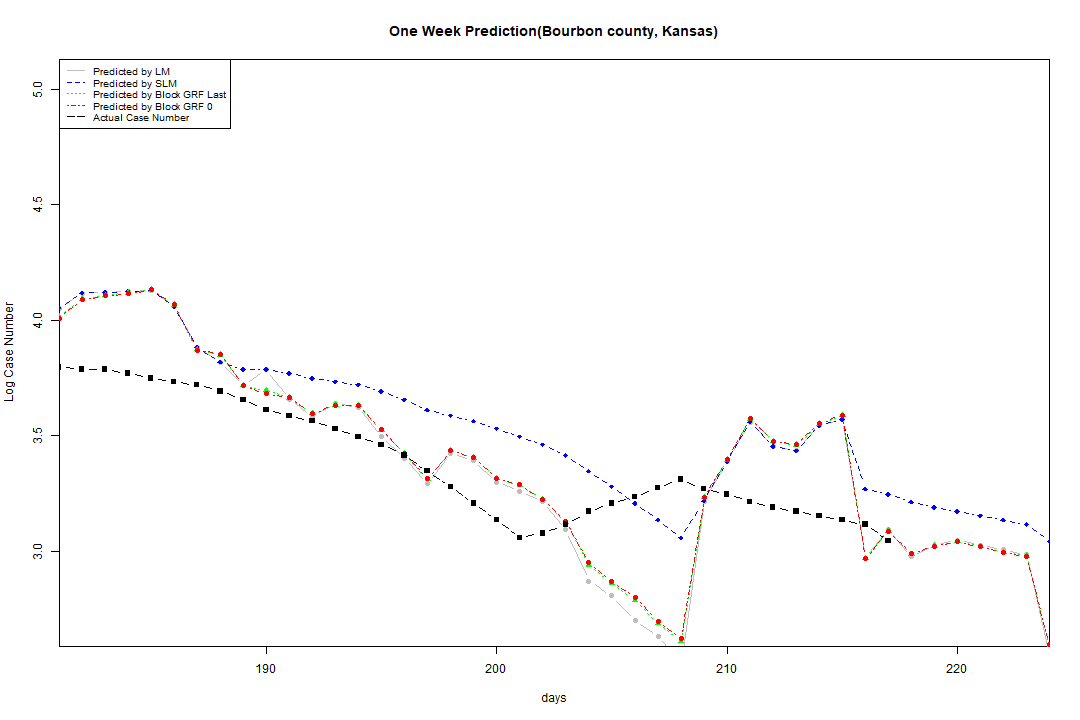 One Week Prediction(Bourbon county, Kansas)
Predicted by LM
Predicted by SLM
Predicted by Block GRF Last
Predicted by Block GRF 0
Actual Case Number
5.0
4.5
4.0
3.5
3.0
Log Case Number
190 200 210 220
days